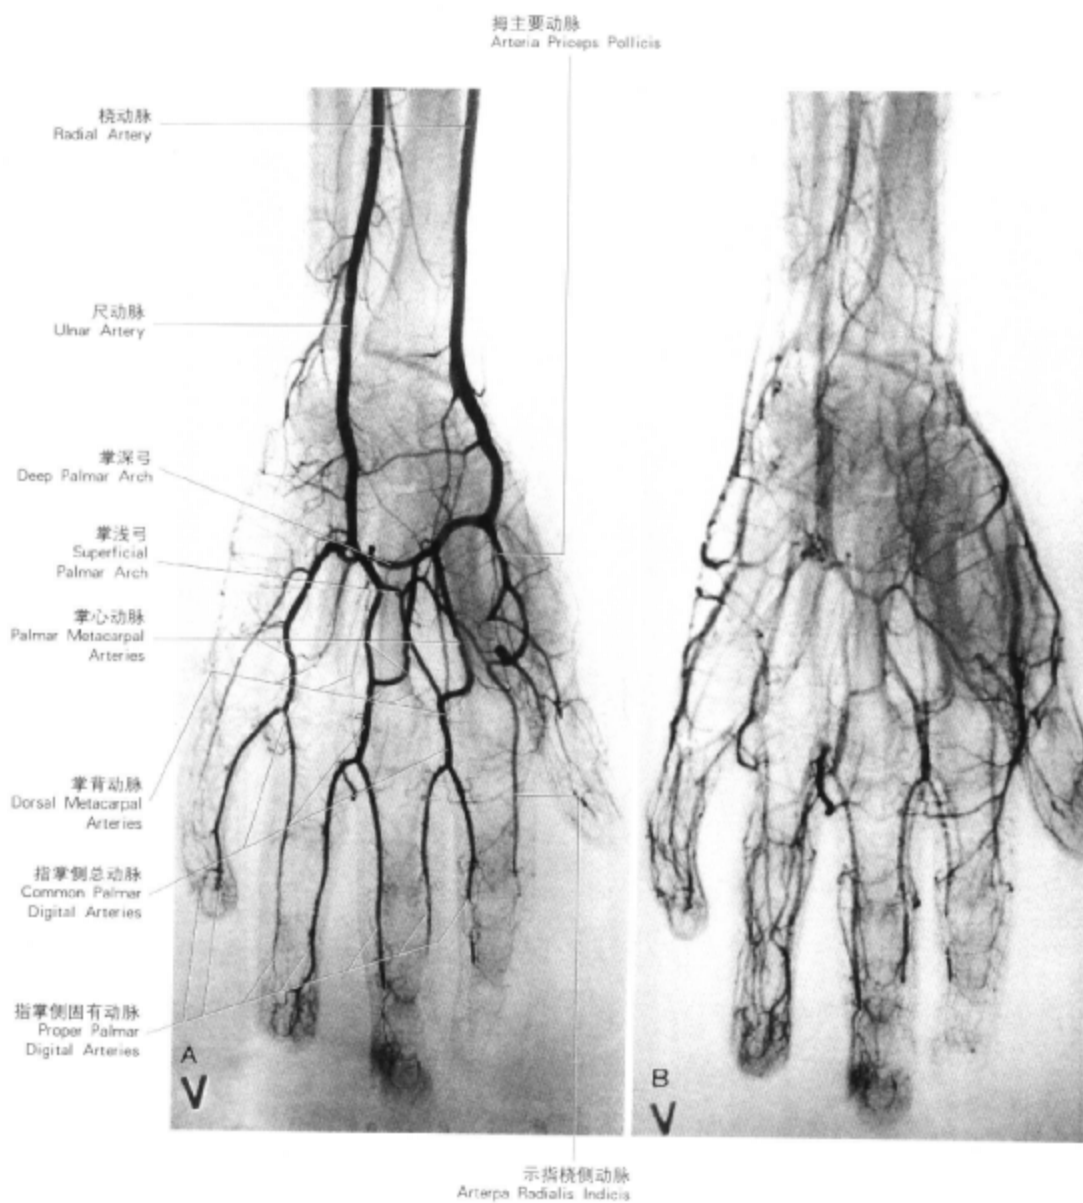 拇主要动脉
Arteria Priceps Pollicis
桡动脉
Radial Artery
尺动脉
Ulnar Artery
掌深弓
Deep Palmar Arch
掌浅弓
Superficial
Palmar Arch
掌心动脉
Palmar Metacarpal
Arteries
掌背动脉
Dorsal Metacarpal
Arteries
指掌侧总动脉
Common Palmar
Digital Arteries
指掌侧固有动脉
Proper Palmar
Digital Arteries
A
V
B
V
示指桡侧动脉
Arterpa Radialis Indicis